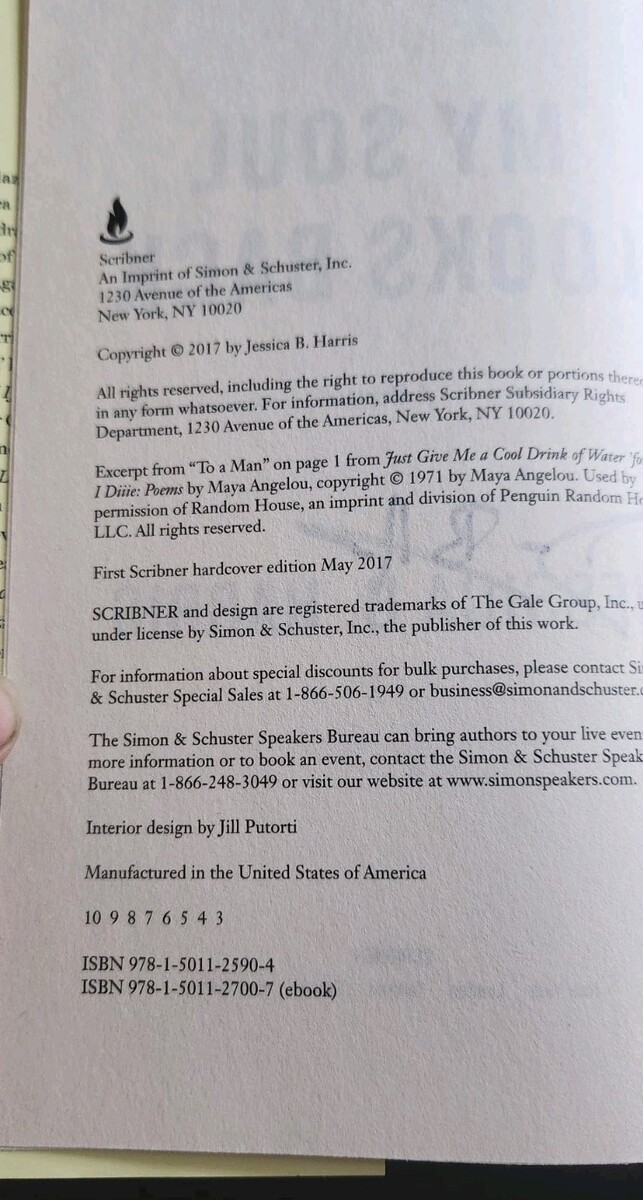 MY SOUL
LOOKS BAC
Scribner
An Imprint of Simon & Schuster, Inc.
1230 Avenue of the Americas
New York, NY 10020
Copyright © 2017 by Jessica B. Harris
All rights reserved, including the right to reproduce this book or portions there
in any form whatsoever. For information, address Scribner Subsidiary Rights
Department, 1230 Avenue of the Americas, New York, NY 10020.
Excerpt from “To a Man” on page 1 from Just Give Me a Cool Drink of Water ’fo
I Diiie: Poems by Maya Angelou, copyright © 1971 by Maya Angelou. Used by
permission of Random House, an imprint and division of Penguin Random Ho
LLC. All rights reserved.
First Scribner hardcover edition May 2017
SCRIBNER and design are registered trademarks of The Gale Group, Inc., u
under license by Simon & Schuster, Inc., the publisher of this work.
For information about special discounts for bulk purchases, please contact Si
& Schuster Special Sales at 1-866-506-1949 or business@simonandschuster.c
The Simon & Schuster Speakers Bureau can bring authors to your live even
more information or to book an event, contact the Simon & Schuster Speak
Bureau at 1-866-248-3049 or visit our website at www.simonspeakers.com.
Interior design by Jill Putorti
Manufactured in the United States of America
10 9 8 7 6 5 4 3
ISBN 978-1-5011-2590-4
ISBN 978-1-5011-2700-7 (ebook)